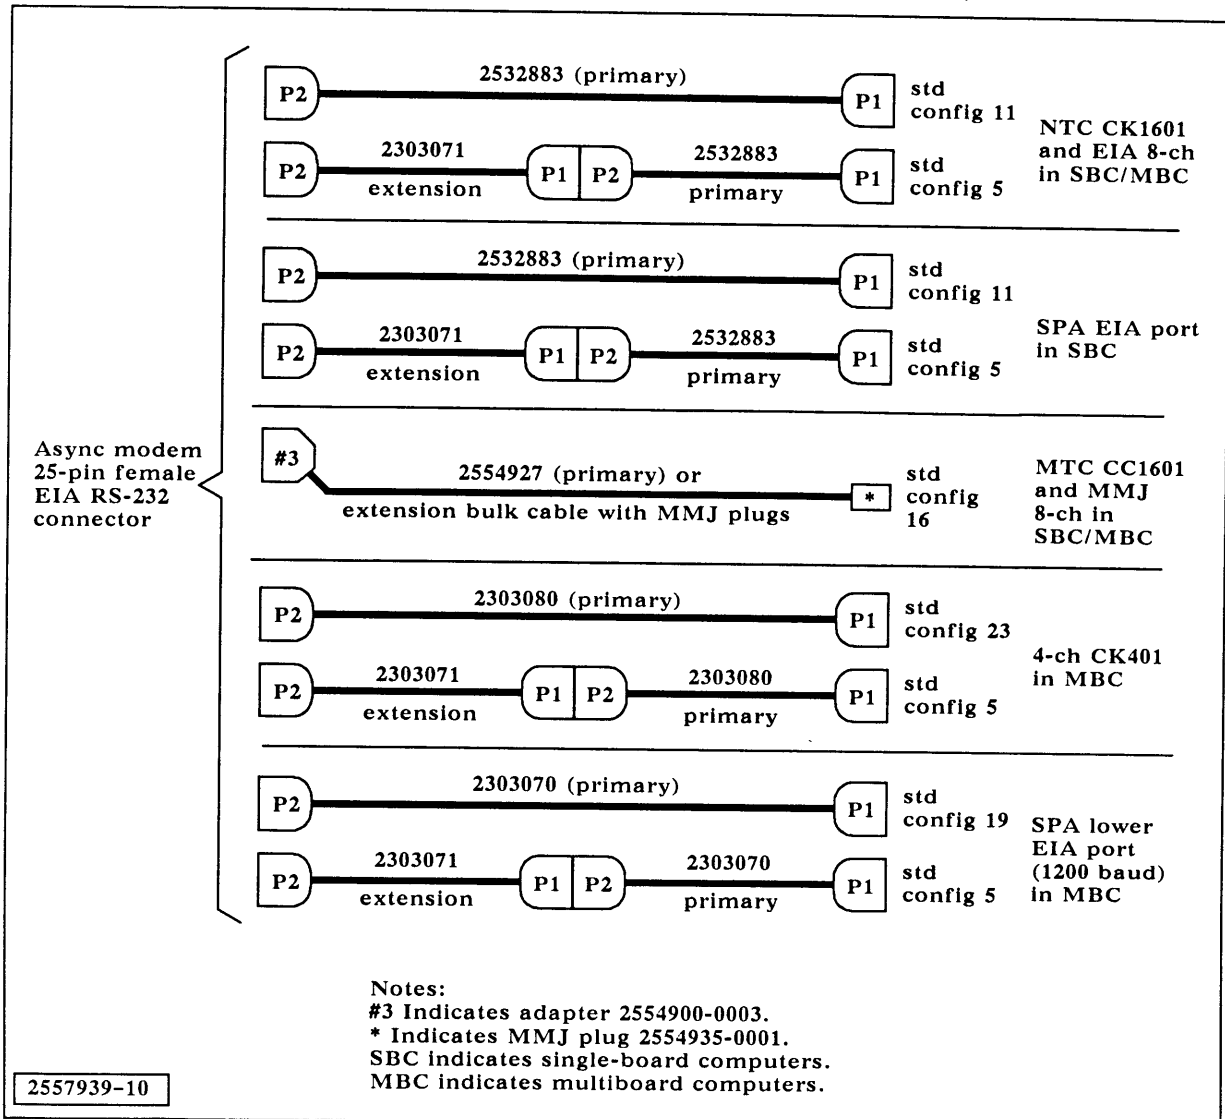 P2
2532883 (primary)
P1
std
config 11
P2
2303071
extension
P1
P2
2532883
primary
P1
std
config 5
NTC CK1601
and EIA 8-ch
in SBC/MBC
P2
2532883 (primary)
P1
std
config 11
P2
2303071
extension
P1
P2
2532883
primary
P1
std
config 5
SPA EIA port
in SBC
Async modem
25-pin female
EIA RS-232
connector
#3
2554927 (primary) or
extension bulk cable with MMJ plugs
*
std
config
16
MTC CC1601
and MMJ
8-ch in
SBC/MBC
P2
2303080 (primary)
P1
std
config 23
P2
2303071
extension
P1
P2
2303080
primary
P1
std
config 5
4-ch CK401
in MBC
P2
2303070 (primary)
P1
std
config 19
P2
2303071
extension
P1
P2
2303070
primary
P1
std
config 5
SPA lower
EIA port
(1200 baud)
in MBC
Notes:
#3 Indicates adapter 2554900-0003.
* Indicates MMJ plug 2554935-0001.
SBC indicates single-board computers.
MBC indicates multiboard computers.
2557939-10